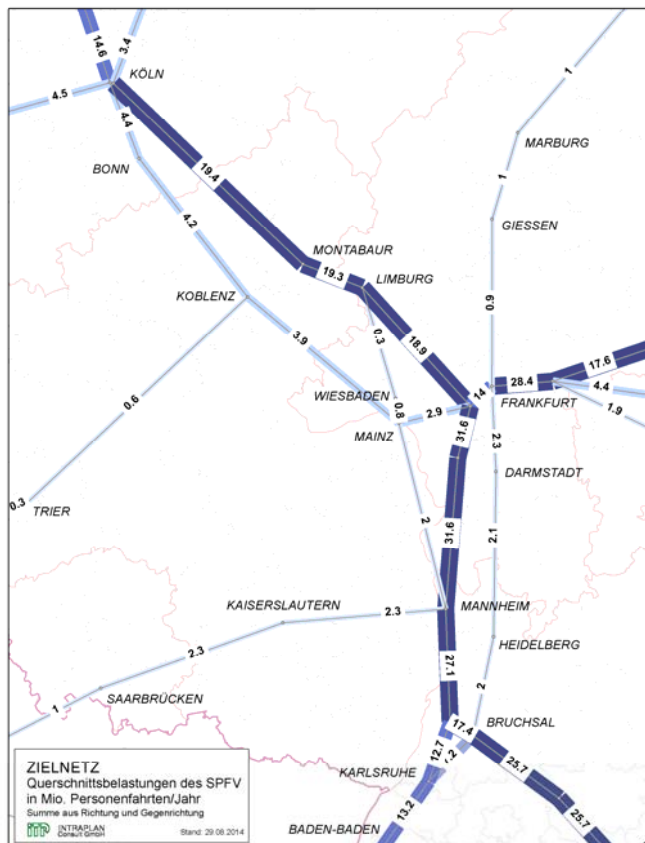 14.6
3.4
KÖLN
4.5
4.4
1
MARBURG
BONN
19.4
1
4.2
GIESSEN
MONTABAUR
19.3
LIMBURG
KOBLENZ
0.9
0.3
18.9
3.9
17.6
28.4
4.4
WIESBADEN
14
FRANKFURT
0.6
0.8
2.9
1.9
MAINZ
31.6
2.3
DARMSTADT
0.3
TRIER
2
31.6
2.1
KAISERSLAUTERN
2.3
MANNHEIM
2.3
HEIDELBERG
27.1
SAARBRÜCKEN
2
1
17.4
BRUCHSAL
12.7
25.7
KARLSRUHE
13.2
25.7
BADEN-BADEN
ZIELNETZ
Querschnittsbelastungen des SPFV
in Mio. Personenfahrten/Jahr
Summe aus Richtung und Gegenrichtung
itp INTRAPLAN
Consult GmbH
Stand: 29.08.2014